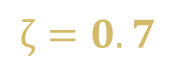 ζ = 0.7